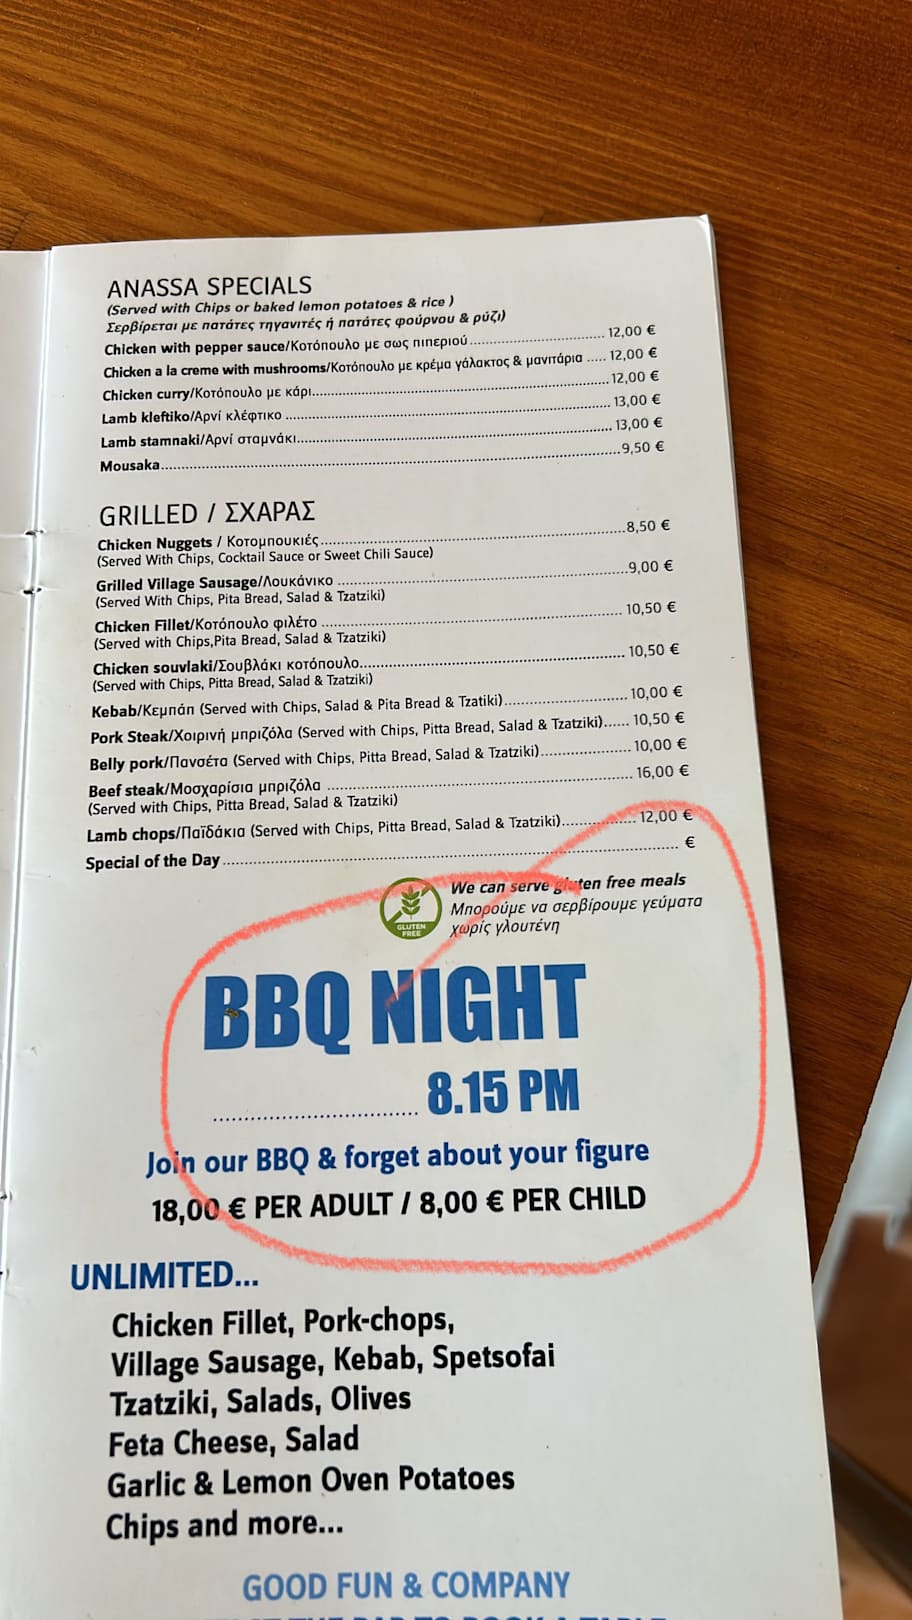 ANASSA SPECIALS
(Served with Chips or baked lemon potatoes & rice )
Σερβίρεται με πατάτες τηγανιτές ή πατάτες φούρνου & ρύζι)
Chicken with pepper sauce/Κοτόπουλο με σως πιπεριού 12,00 €
Chicken a la creme with mushrooms/Κοτόπουλο με κρέμα γάλακτος & μανιτάρια ..... 12,00 €
Chicken curry/Κοτόπουλο με κάρι 12,00 €
Lamb kleftiko/Αρνί κλέφτικο 13,00 €
Lamb stamnaki/Αρνί σταμνάκι 13,00 €
Mousaka 9,50 €
GRILLED / ΣΧΑΡΑΣ
Chicken Nuggets / Κοτομπουκιές 8,50 €
(Served With Chips, Cocktail Sauce or Sweet Chili Sauce)
Grilled Village Sausage/Λουκάνικο 9,00 €
(Served With Chips, Pita Bread, Salad & Tzatziki)
Chicken Fillet/Κοτόπουλο φιλέτο 10,50 €
(Served with Chips,Pita Bread, Salad & Tzatziki)
Chicken souvlaki/Σουβλάκι κοτόπουλο 10,50 €
(Served with Chips, Pitta Bread, Salad & Tzatziki)
Kebab/Κεμπάπ (Served with Chips, Salad & Pita Bread & Tzatiki) 10,00 €
Pork Steak/Χοιρινή μπριζόλα (Served with Chips, Pitta Bread, Salad & Tzatziki)...... 10,50 €
Belly pork/Πανσέτα (Served with Chips, Pitta Bread, Salad & Tzatziki) 10,00 €
Beef steak/Μοσχαρίσια μπριζόλα 16,00 €
(Served with Chips, Pitta Bread, Salad & Tzatziki)
Lamb chops/Παϊδάκια (Served with Chips, Pitta Bread, Salad & Tzatziki) 12,00 €
Special of the Day €
GLUTEN
FREE
We can serve gluten free meals
Μπορούμε να σερβίρουμε γεύματα
χωρίς γλουτένη
BBQ NIGHT
8.15 PM
Join our BBQ & forget about your figure
18,00 € PER ADULT / 8,00 € PER CHILD
UNLIMITED...
Chicken Fillet, Pork-chops,
Village Sausage, Kebab, Spetsofai
Tzatziki, Salads, Olives
Feta Cheese, Salad
Garlic & Lemon Oven Potatoes
Chips and more...
GOOD FUN & COMPANY